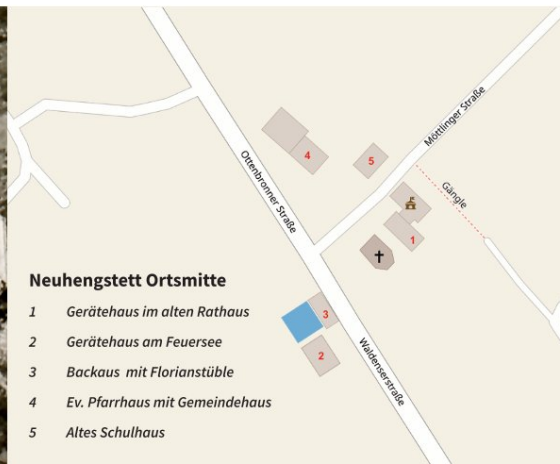 Möttlinger Straße
Ottenbronner Straße
Gängle
4
5
1
3
2
Waldenserstraße
Neuhengstett Ortsmitte
1 Gerätehaus im alten Rathaus
2 Gerätehaus am Feuersee
3 Backaus mit Florianstüble
4 Ev. Pfarrhaus mit Gemeindehaus
5 Altes Schulhaus